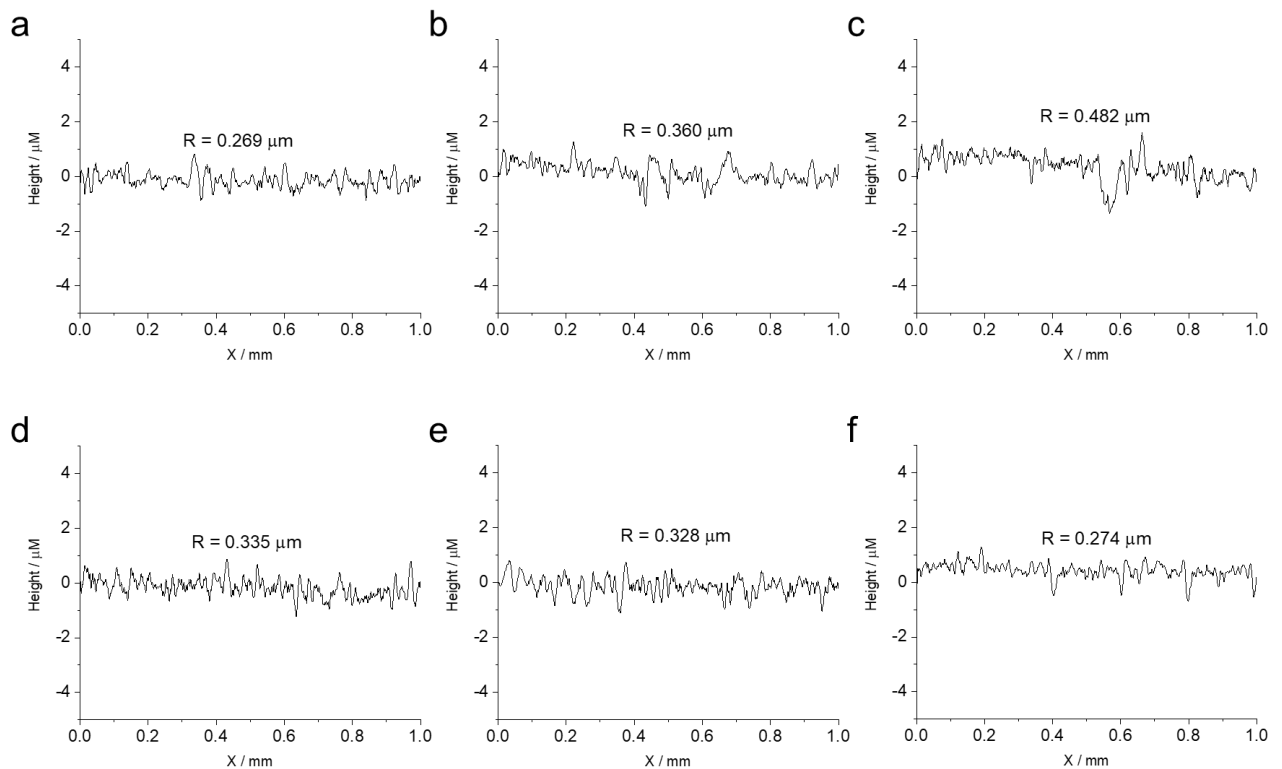 a
b
c
4
2
0
-2
-4
Height / μM
R = 0.269 μm
0.0 0.2 0.4 0.6 0.8 1.0
X / mm
4
2
0
-2
-4
Height / μM
R = 0.360 μm
0.0 0.2 0.4 0.6 0.8 1.0
X / mm
4
2
0
-2
-4
Height / μM
R = 0.482 μm
0.0 0.2 0.4 0.6 0.8 1.0
X / mm
d
e
f
4
2
0
-2
-4
Height / μM
R = 0.335 μm
0.0 0.2 0.4 0.6 0.8 1.0
X / mm
4
2
0
-2
-4
Height / μM
R = 0.328 μm
0.0 0.2 0.4 0.6 0.8 1.0
X / mm
4
2
0
-2
-4
Height / μM
R = 0.274 μm
0.0 0.2 0.4 0.6 0.8 1.0
X / mm